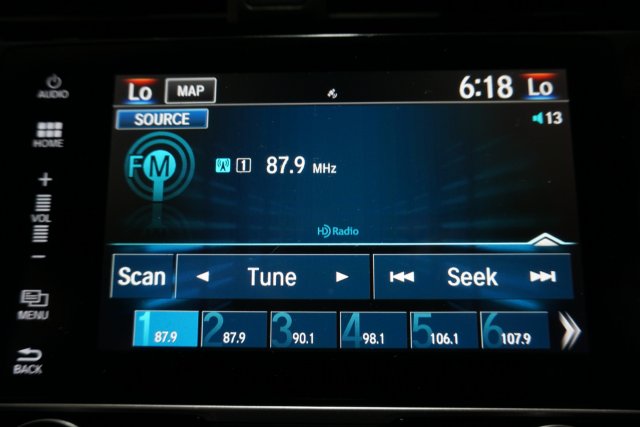 AUDIO
Lo MAP 6:18 Lo
SOURCE 13
HOME
FM 1 87.9 MHz
VOL
HD Radio
Scan Tune Seek
MENU
1 87.9 2 87.9 3 90.1 4 98.1 5 106.1 6 107.9
BACK